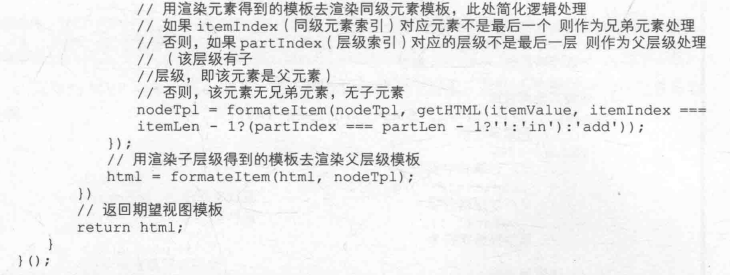 // 用渲染元素得到的模板去渲染同级元素模板，此处简化逻辑处理
// 如果 itemIndex（同级元素索引）对应元素不是最后一个 则作为兄弟元素处理
// 否则，如果 partIndex（层级索引）对应的层级不是最后一层 则作为父层级处理
// （该层级有子
//层级，即该元素是父元素）
// 否则，该元素无兄弟元素，无子元素
nodeTpl = formateItem(nodeTpl, getHTML(itemValue, itemIndex ===
itemLen - 1?(partIndex === partLen - 1?'':'in'):'add'));
});
// 用渲染子层级得到的模板去渲染父层级模板
html = formateItem(html, nodeTpl);
})
// 返回期望视图模板
return html;
}
}();